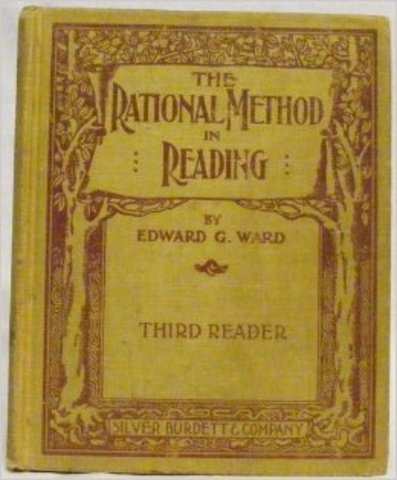 THE
RATIONAL METHOD
IN
READING
BY
EDWARD G. WARD
THIRD READER
SILVER BURDETT & COMPANY